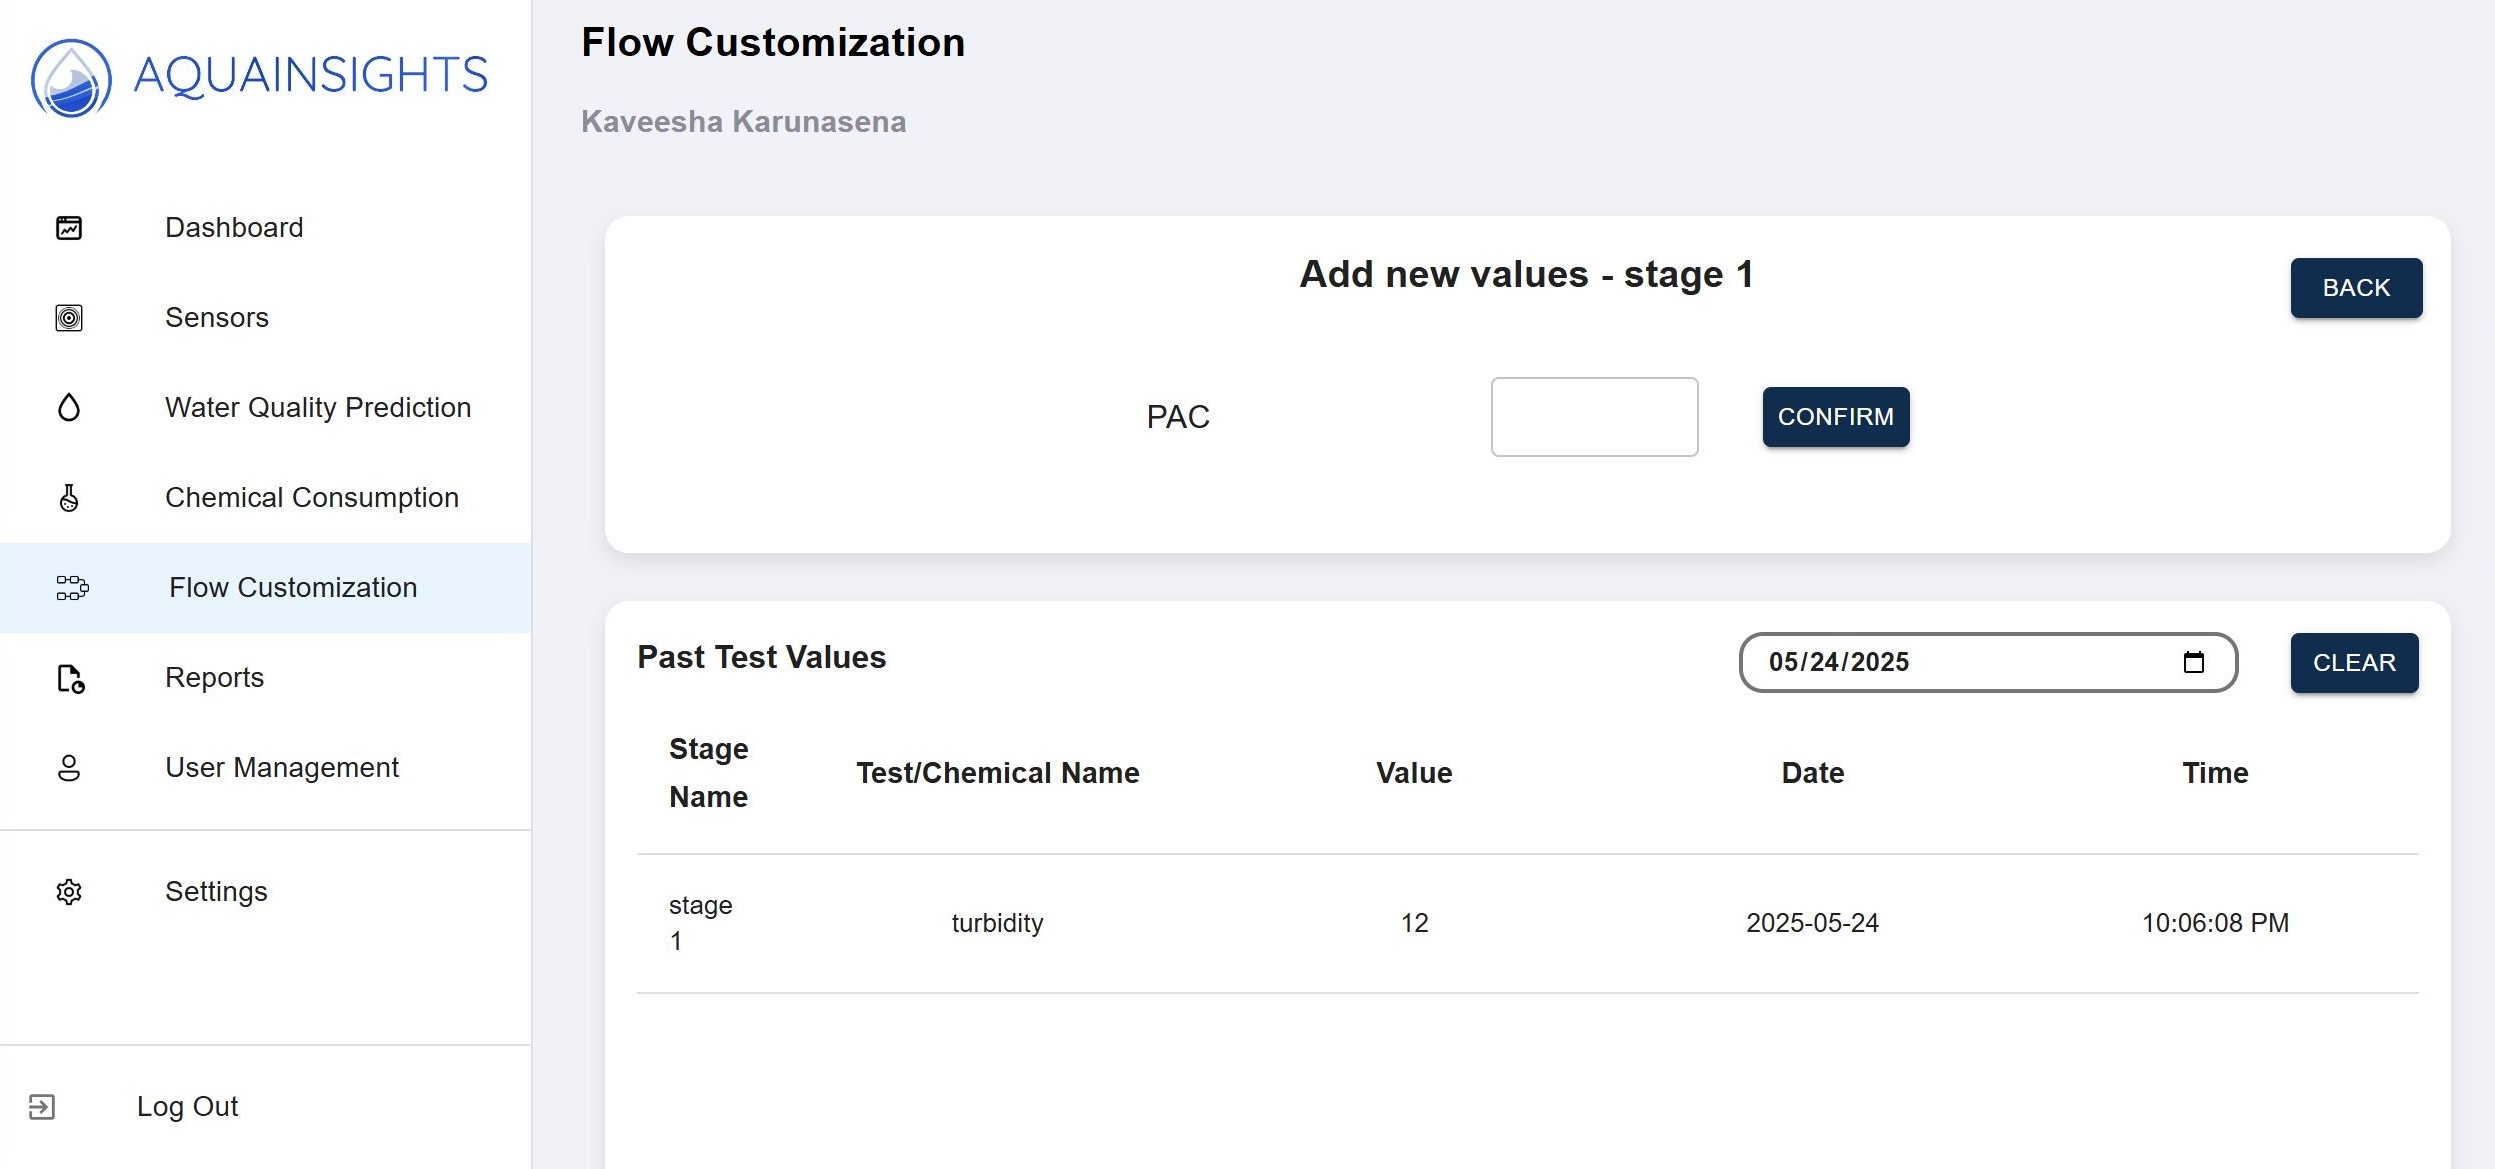 AQUAINSIGHTS
Dashboard
Sensors
Water Quality Prediction
Chemical Consumption
Flow Customization
Reports
User Management
Settings
Log Out
Flow Customization
Kaveesha Karunasena
Add new values - stage 1
BACK
PAC
CONFIRM
Past Test Values
05/24/2025
CLEAR
Stage
Name
Test/Chemical Name
Value
Date
Time
stage
1
turbidity
12
2025-05-24
10:06:08 PM